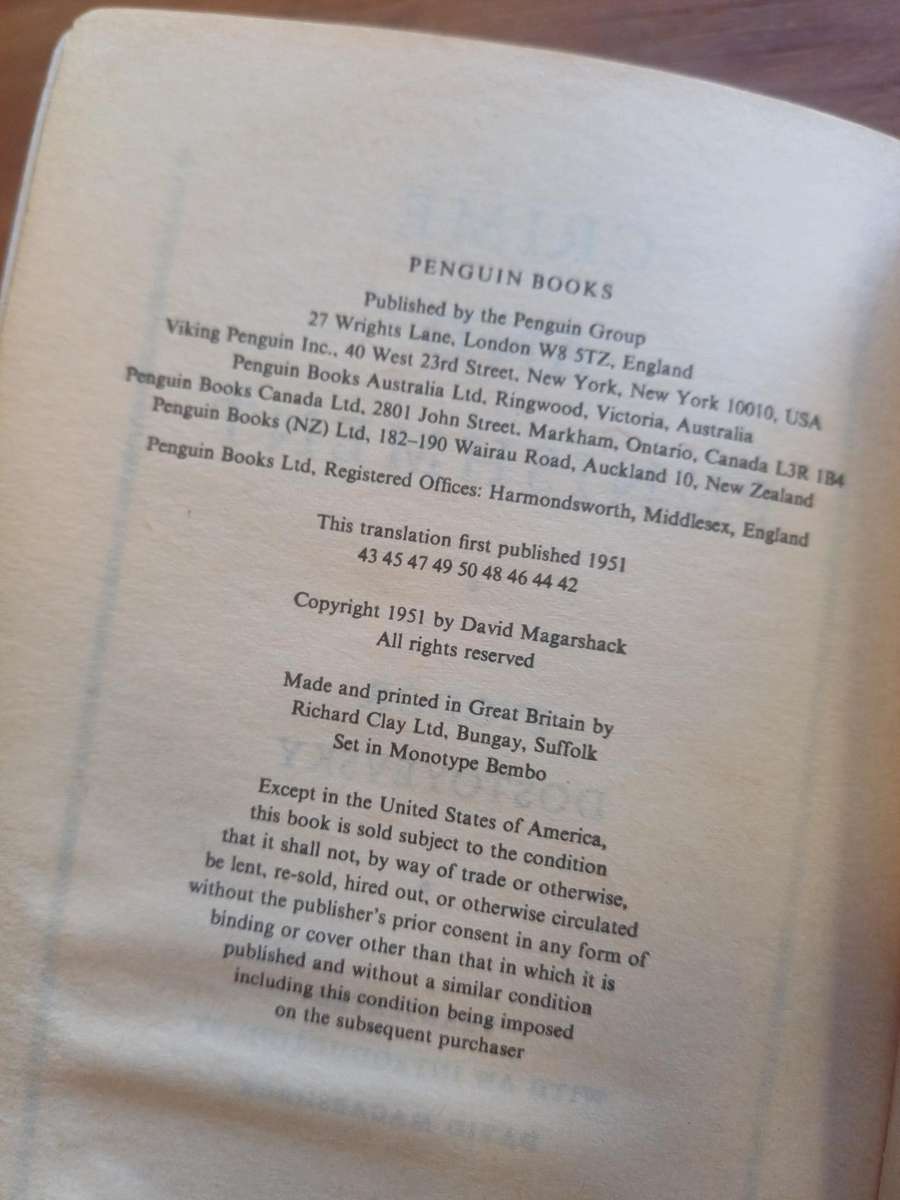 PENGUIN BOOKS
Published by the Penguin Group
27 Wrights Lane, London W8 5TZ, England
Viking Penguin Inc., 40 West 23rd Street, New York, New York 10010, USA
Penguin Books Australia Ltd, Ringwood, Victoria, Australia
Penguin Books Canada Ltd, 2801 John Street, Markham, Ontario, Canada L3R 1B4
Penguin Books (NZ) Ltd, 182–190 Wairau Road, Auckland 10, New Zealand
Penguin Books Ltd, Registered Offices: Harmondsworth, Middlesex, England
This translation first published 1951
43 45 47 49 50 48 46 44 42
Copyright 1951 by David Magarshack
All rights reserved
Made and printed in Great Britain by
Richard Clay Ltd, Bungay, Suffolk
Set in Monotype Bembo
Except in the United States of America,
this book is sold subject to the condition
that it shall not, by way of trade or otherwise,
be lent, re-sold, hired out, or otherwise circulated
without the publisher's prior consent in any form of
binding or cover other than that in which it is
published and without a similar condition
including this condition being imposed
on the subsequent purchaser